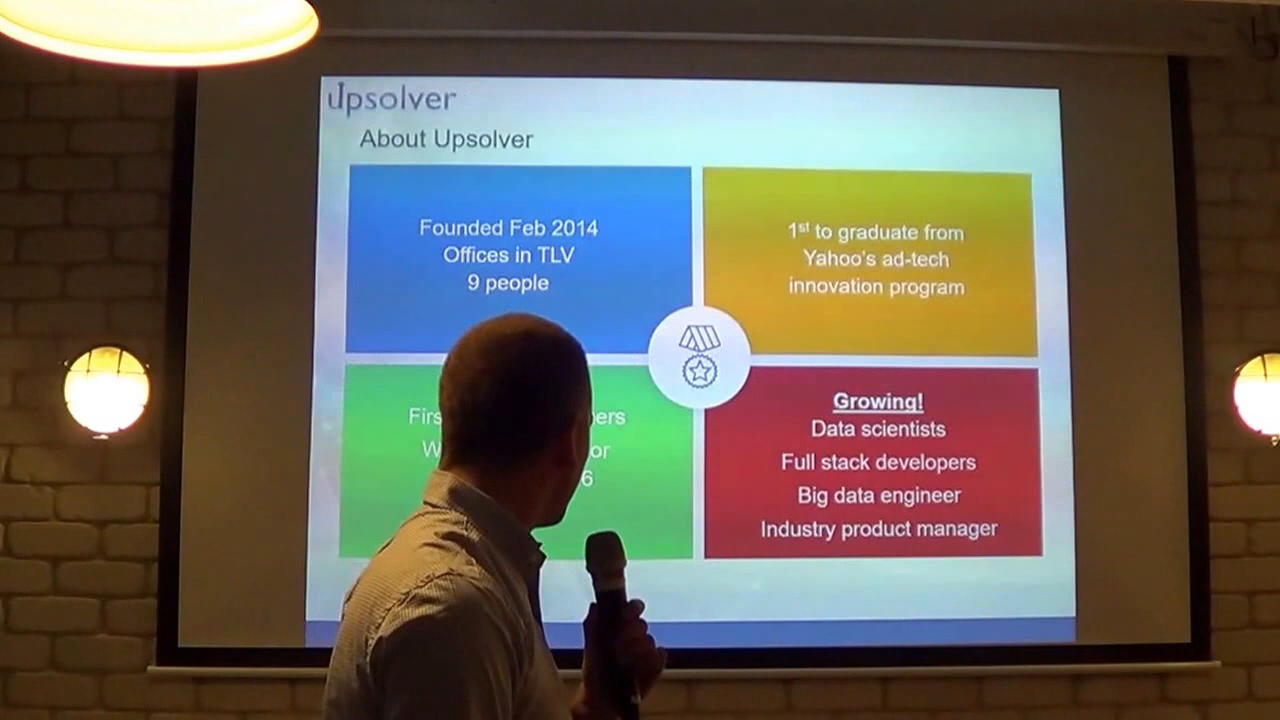 upsolver
About Upsolver
Founded Feb 2014
Offices in TLV
9 people
1st to graduate from
Yahoo's ad-tech
innovation program
Growing!
Data scientists
Full stack developers
Big data engineer
Industry product manager